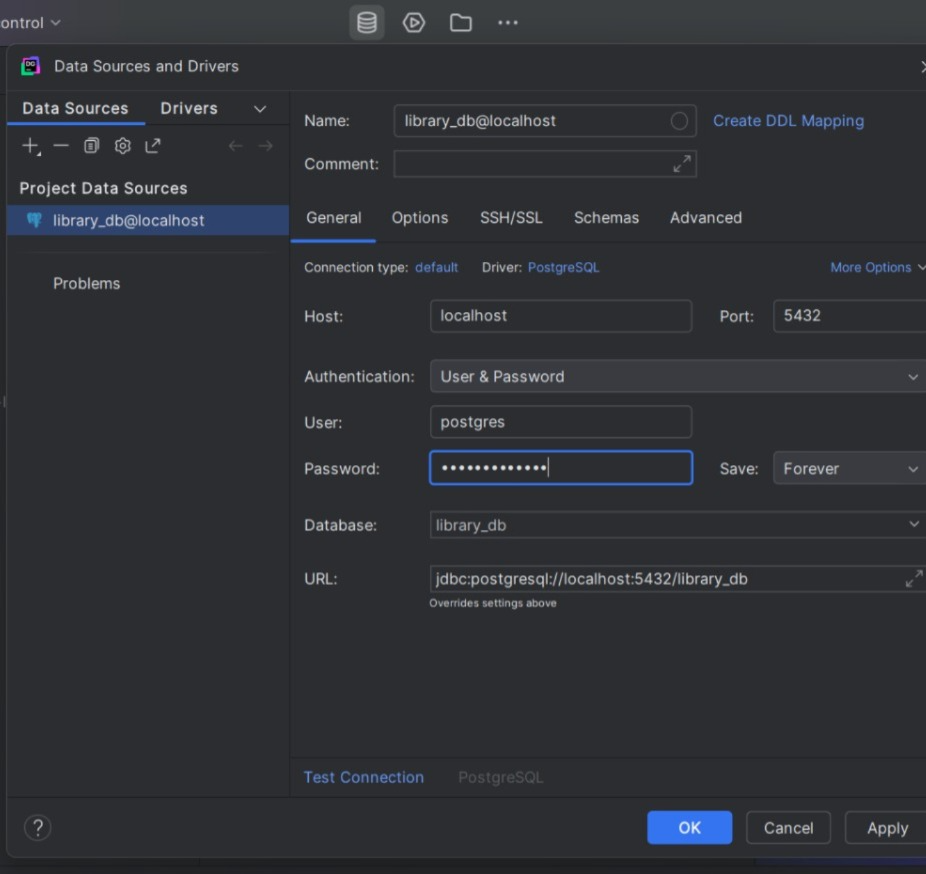 ontrol
Data Sources and Drivers
Data Sources Drivers
Project Data Sources
library_db@localhost
Problems
Name: library_db@localhost Create DDL Mapping
Comment:
General Options SSH/SSL Schemas Advanced
Connection type: default Driver: PostgreSQL More Options
Host: localhost Port: 5432
Authentication: User & Password
User: postgres
Password: ••••••••••••• Save: Forever
Database: library_db
URL: jdbc:postgresql://localhost:5432/library_db
Overrides settings above
Test Connection PostgreSQL
? OK Cancel Apply